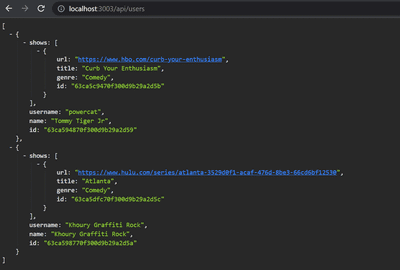 localhost:3003/api/users
[
- {
- shows: [
- {
url: "https://www.hbo.com/curb-your-enthusiasm",
title: "Curb Your Enthusiasm",
genre: "Comedy",
id: "63ca5c9470f300d9b29a2d5b"
}
],
username: "powercat",
name: "Tommy Tiger Jr",
id: "63ca594870f300d9b29a2d59"
},
- {
- shows: [
- {
url: "https://www.hulu.com/series/atlanta-3529d0f1-acaf-476d-8be3-66cd6bf12530",
title: "Atlanta",
genre: "Comedy",
id: "63ca5dfc70f300d9b29a2d5c"
}
],
username: "Khoury Graffiti Rock",
name: "Khoury Graffiti Rock",
id: "63ca598770f300d9b29a2d5a"
}
]